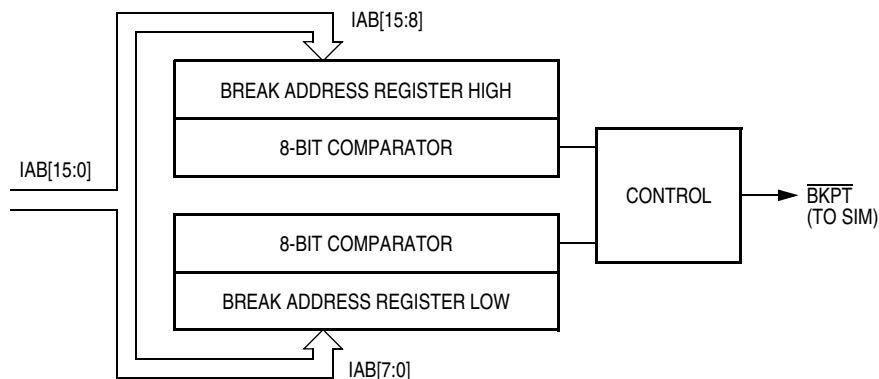 IAB[15:8]
BREAK ADDRESS REGISTER HIGH
8-BIT COMPARATOR
IAB[15:0]
CONTROL
BKPT
(TO SIM)
8-BIT COMPARATOR
BREAK ADDRESS REGISTER LOW
IAB[7:0]